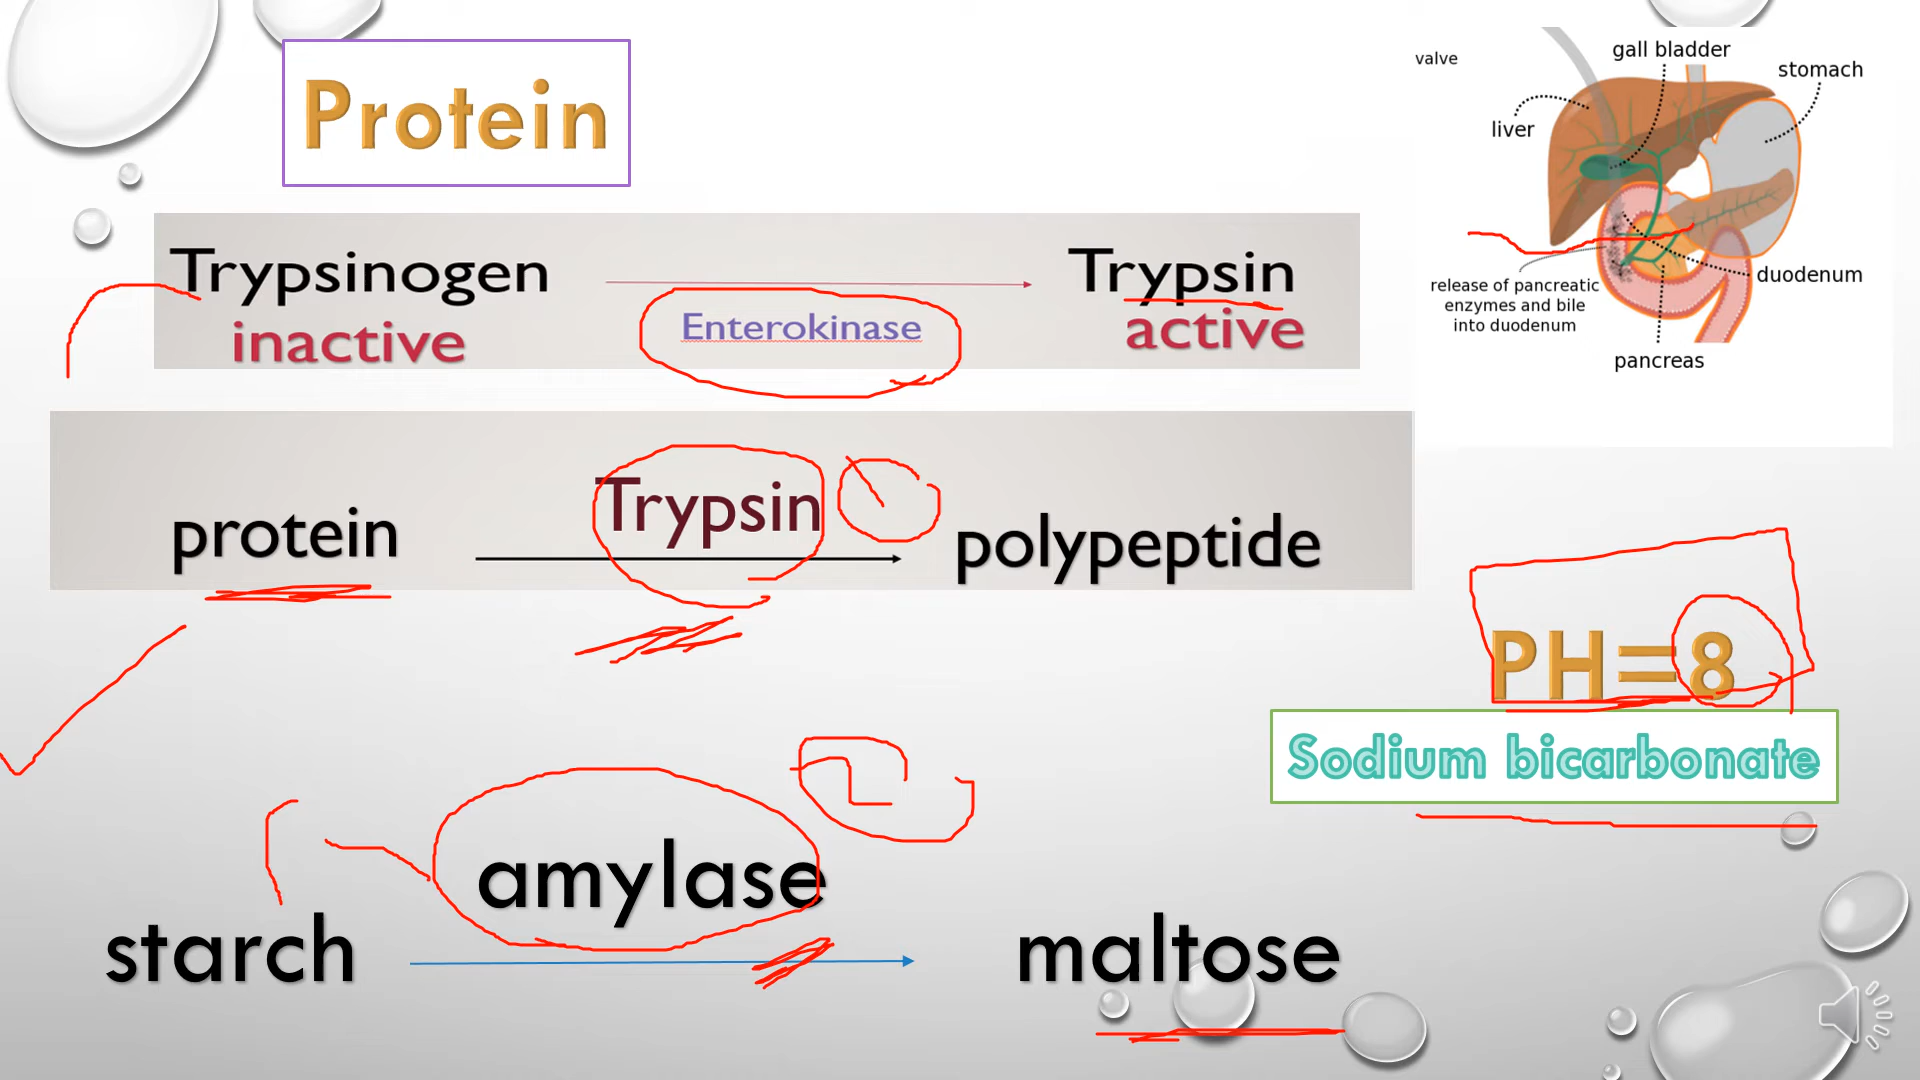 Protein
Trypsinogen
inactive
Enterokinase
Trypsin
active
protein
Trypsin
polypeptide
starch
amylase
maltose
valve
gall bladder
stomach
liver
release of pancreatic
enzymes and bile
into duodenum
duodenum
pancreas
PH=8
Sodium bicarbonate